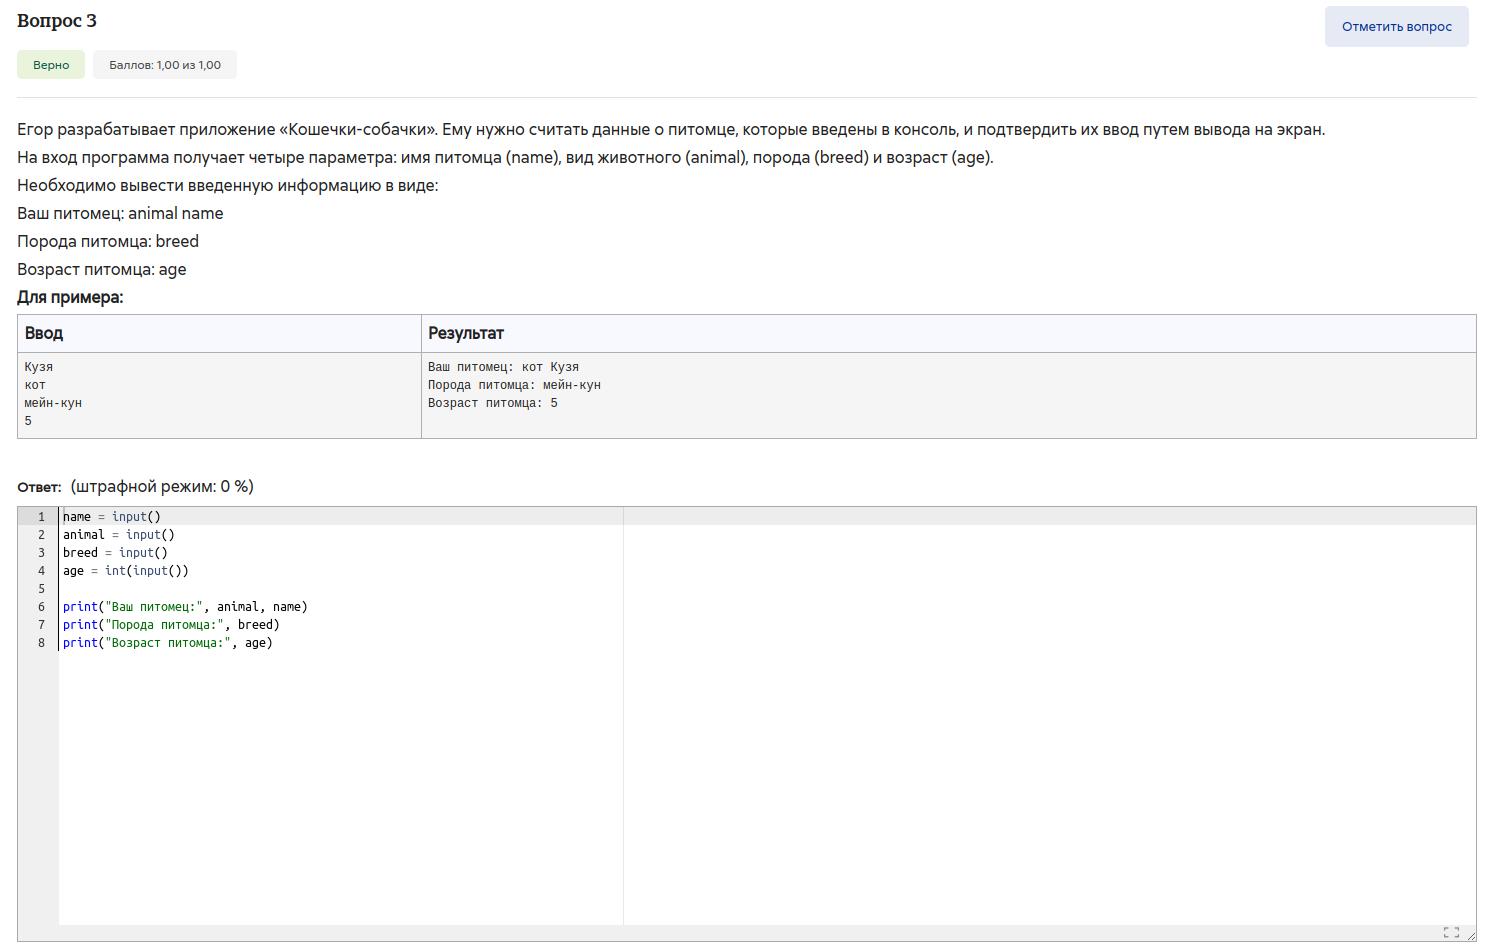 Вопрос 3
Отметить вопрос
Верно
Баллов: 1,00 из 1,00
Егор разрабатывает приложение «Кошечки-собачки». Ему нужно считать данные о питомце, которые введены в консоль, и подтвердить их ввод путем вывода на экран.
На вход программа получает четыре параметра: имя питомца (name), вид животного (animal), порода (breed) и возраст (age).
Необходимо вывести введенную информацию в виде:
Ваш питомец: animal name
Порода питомца: breed
Возраст питомца: age
Для примера:
Ввод
Результат
Кузя
кот
мейн-кун
5
Ваш питомец: кот Кузя
Порода питомца: мейн-кун
Возраст питомца: 5
Ответ: (штрафной режим: 0 %)
1 name = input()
2 animal = input()
3 breed = input()
4 age = int(input())
5
6 print("Ваш питомец:", animal, name)
7 print("Порода питомца:", breed)
8 print("Возраст питомца:", age)